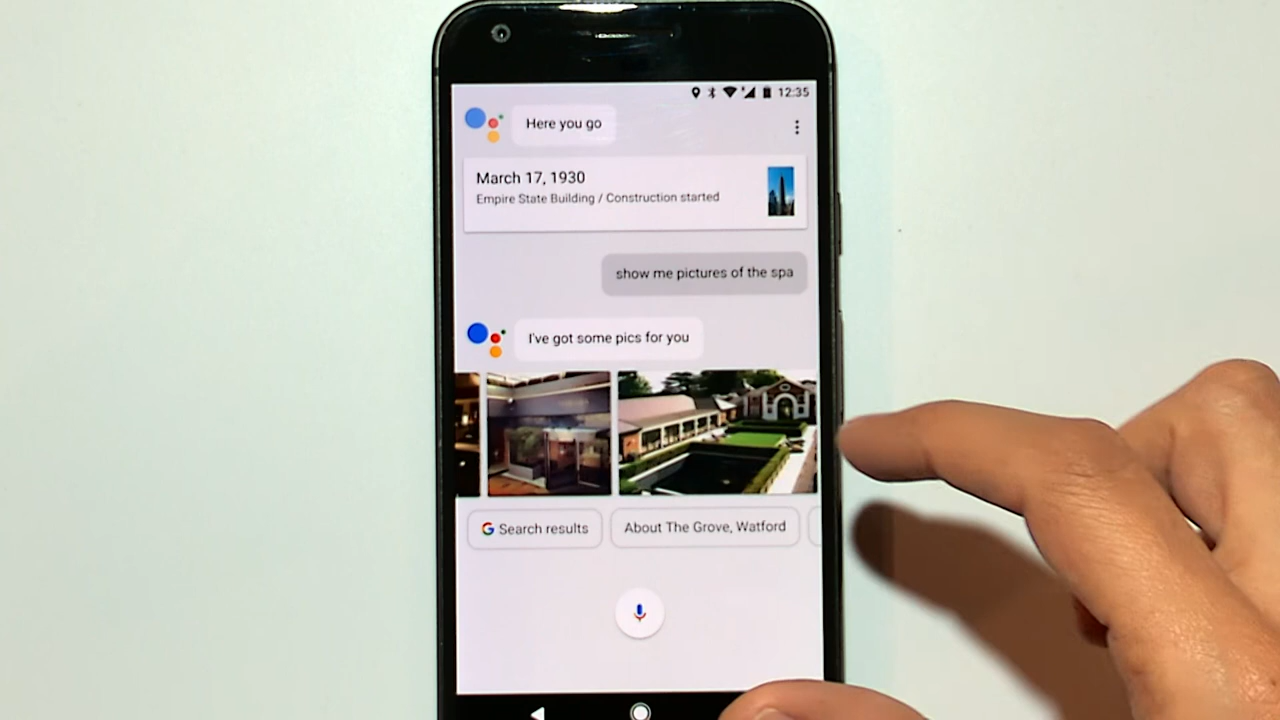 12:35
Here you go
March 17, 1930
Empire State Building / Construction started
show me pictures of the spa
I've got some pics for you
Search results
About The Grove, Watford